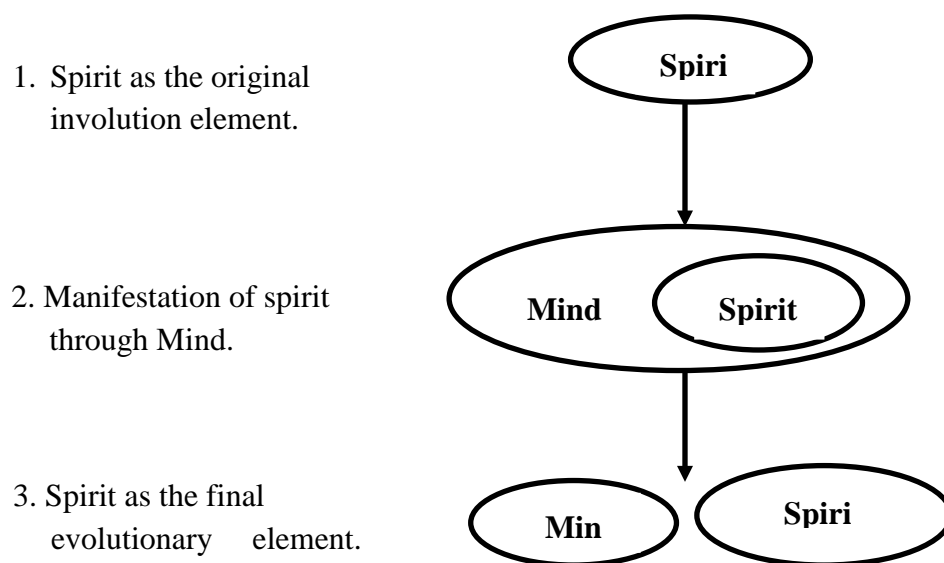 1. Spirit as the original
involution element.
Spiri
2. Manifestation of spirit
through Mind.
Mind
Spirit
3. Spirit as the final
evolutionary element.
Min
Spiri